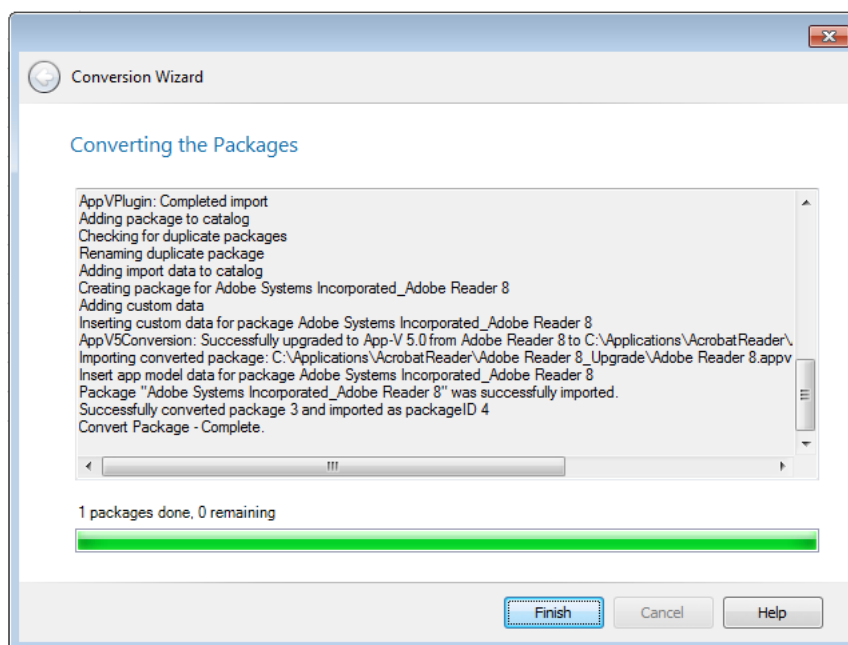 Conversion Wizard
Converting the Packages
AppVPlugin: Completed import
Adding package to catalog
Checking for duplicate packages
Renaming duplicate package
Adding import data to catalog
Creating package for Adobe Systems Incorporated_Adobe Reader 8
Adding custom data
Inserting custom data for package Adobe Systems Incorporated_Adobe Reader 8
AppV5Conversion: Successfully upgraded to App-V 5.0 from Adobe Reader 8 to C:\Applications\AcrobatReader\
Importing converted package: C:\Applications\AcrobatReader\Adobe Reader 8_Upgrade\Adobe Reader 8.appv
Insert app model data for package Adobe Systems Incorporated_Adobe Reader 8
Package "Adobe Systems Incorporated_Adobe Reader 8" was successfully imported.
Successfully converted package 3 and imported as packageID 4
Convert Package - Complete.
1 packages done, 0 remaining
Finish Cancel Help